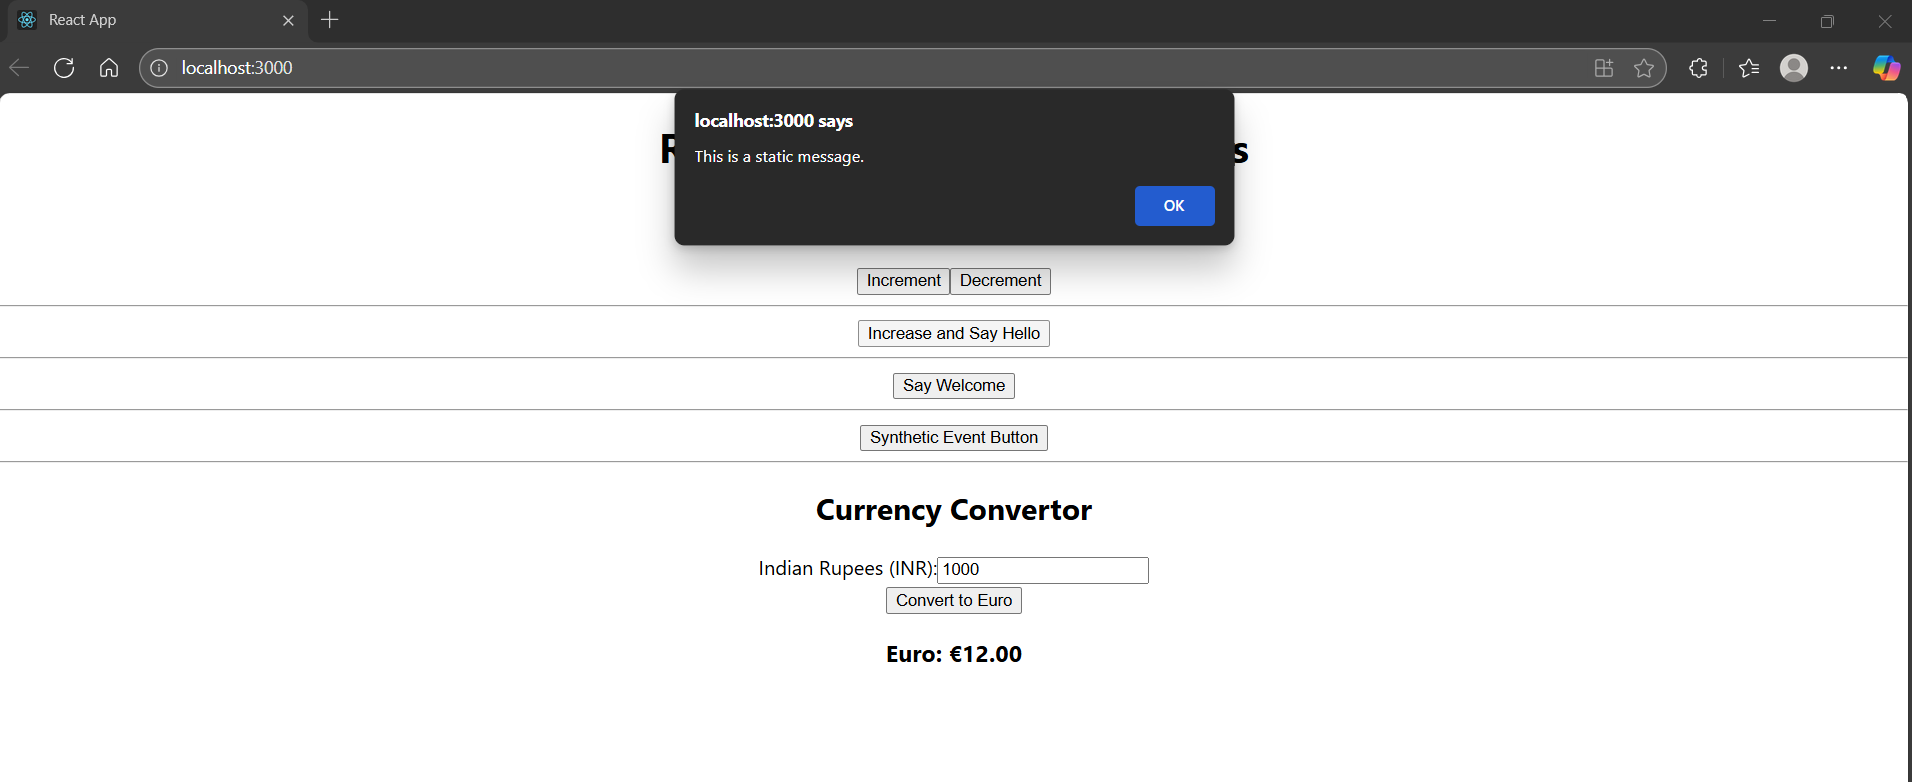 React App
localhost:3000
localhost:3000 says
This is a static message.
OK
Increment Decrement
Increase and Say Hello
Say Welcome
Synthetic Event Button
Currency Convertor
Indian Rupees (INR): 1000
Convert to Euro
Euro: €12.00